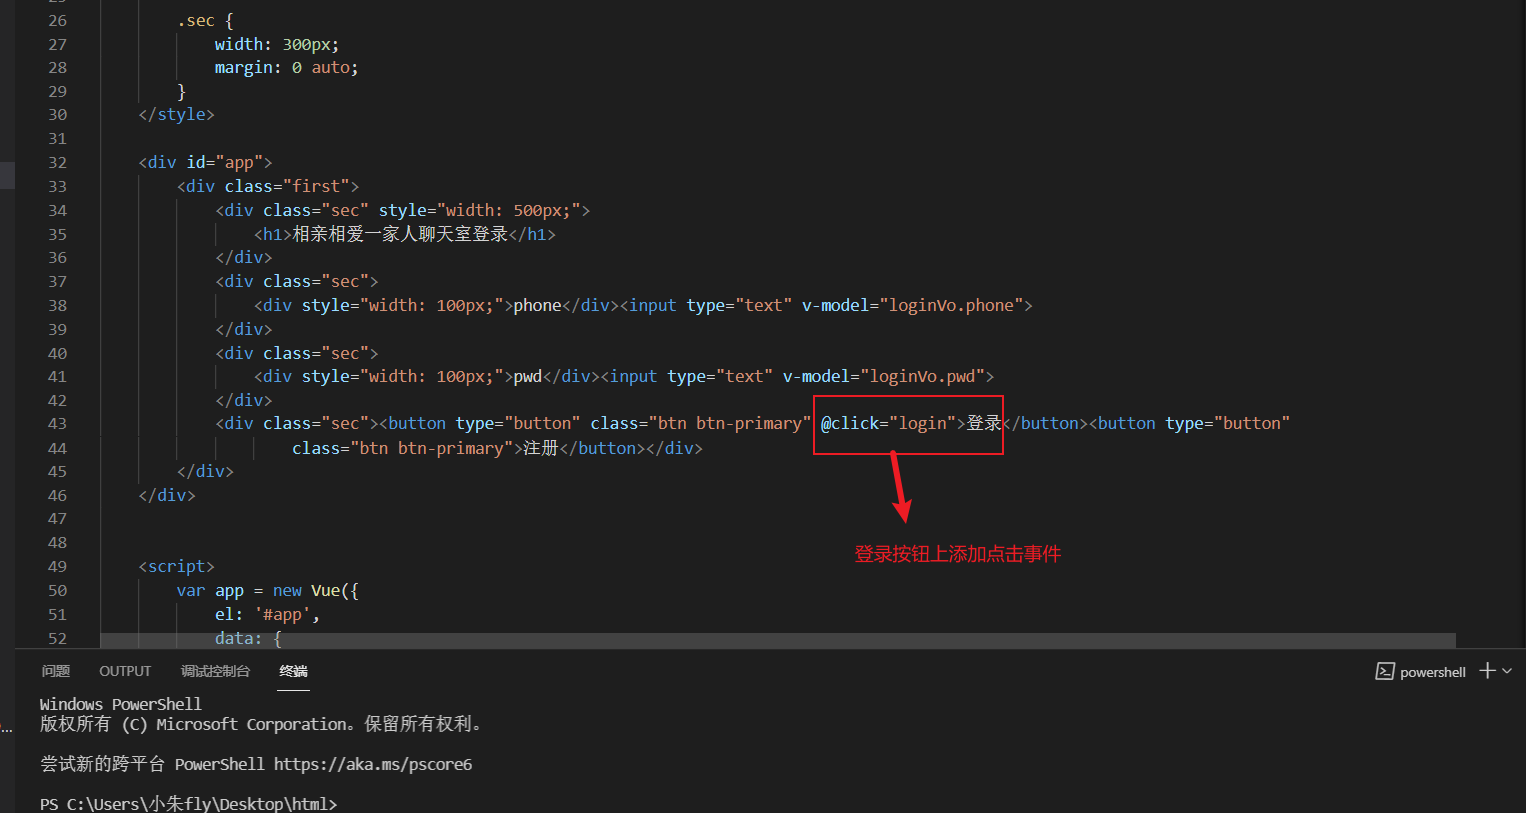 26 .sec {
27 width: 300px;
28 margin: 0 auto;
29 }
30 </style>
31
32 <div id="app">
33 <div class="first">
34 <div class="sec" style="width: 500px;">
35 <h1>相亲相爱一家人聊天室登录</h1>
36 </div>
37 <div class="sec">
38 <div style="width: 100px;">phone</div><input type="text" v-model="loginVo.phone">
39 </div>
40 <div class="sec">
41 <div style="width: 100px;">pwd</div><input type="text" v-model="loginVo.pwd">
42 </div>
43 <div class="sec"><button type="button" class="btn btn-primary" @click="login">登录</button><button type="button"
44 class="btn btn-primary">注册</button></div>
45 </div>
46 </div>
47
48
登录按钮上添加点击事件
49 <script>
50 var app = new Vue({
51 el: '#app',
52 data: {
问题 OUTPUT 调试控制台 终端 powershell
Windows PowerShell
版权所有 (C) Microsoft Corporation。保留所有权利。
尝试新的跨平台 PowerShell https://aka.ms/pscore6
PS C:\Users\小朱fly\Desktop\html>